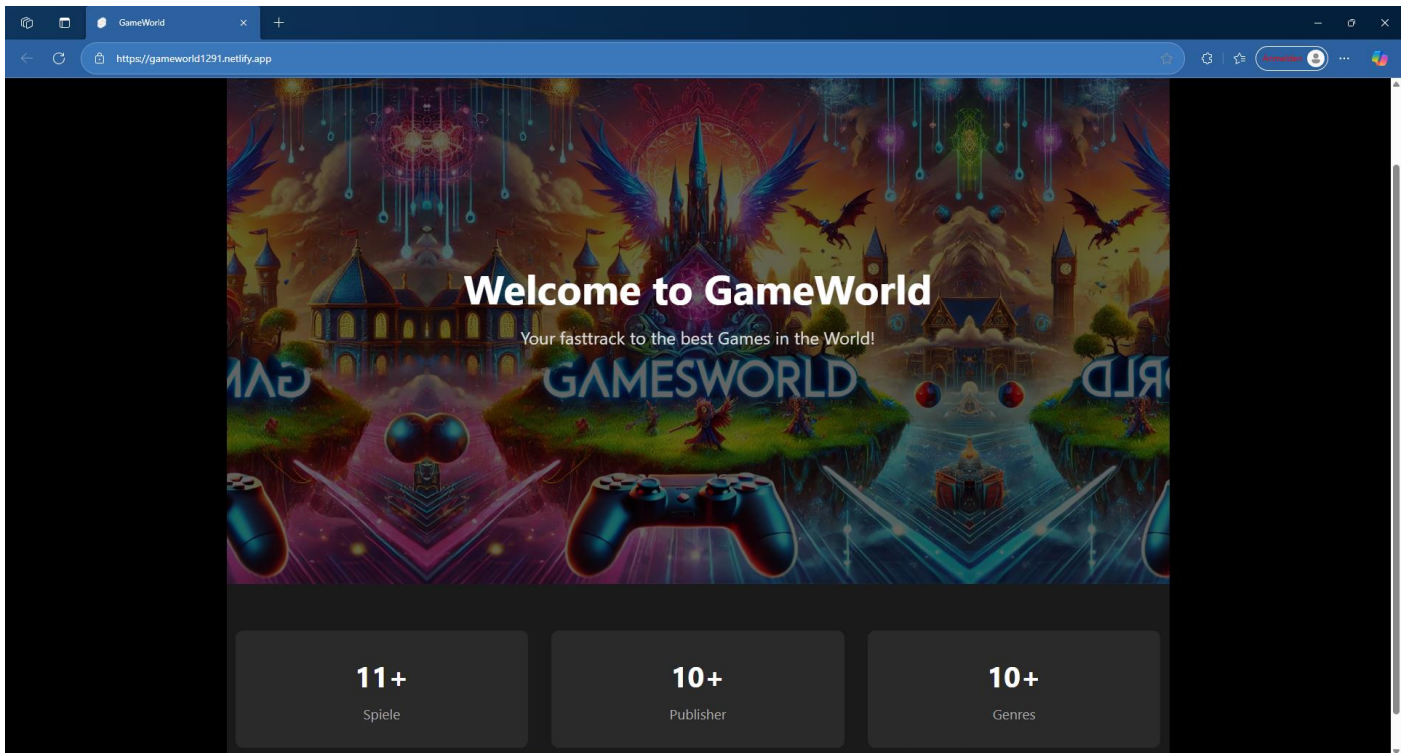 GameWorld
https://gameworld1291.netlify.app
Welcome to GameWorld
Your fasttrack to the best Games in the World!
GAMESWORLD
11+
10+
10+
Spiele
Publisher
Genres